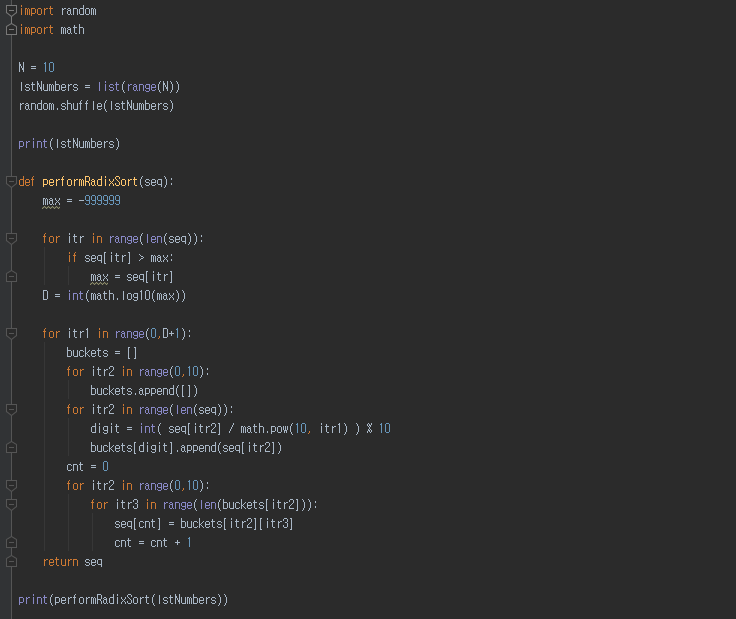 import random
import math
N = 10
lstNumbers = list(range(N))
random.shuffle(lstNumbers)
print(lstNumbers)
def performRadixSort(seq):
max = -999999
for itr in range(len(seq)):
if seq[itr] > max:
max = seq[itr]
D = int(math.log10(max))
for itr1 in range(0,D+1):
buckets = []
for itr2 in range(0,10):
buckets.append([])
for itr2 in range(len(seq)):
digit = int( seq[itr2] / math.pow(10, itr1) ) % 10
buckets[digit].append(seq[itr2])
cnt = 0
for itr2 in range(0,10):
for itr3 in range(len(buckets[itr2])):
seq[cnt] = buckets[itr2][itr3]
cnt = cnt + 1
return seq
print(performRadixSort(lstNumbers))